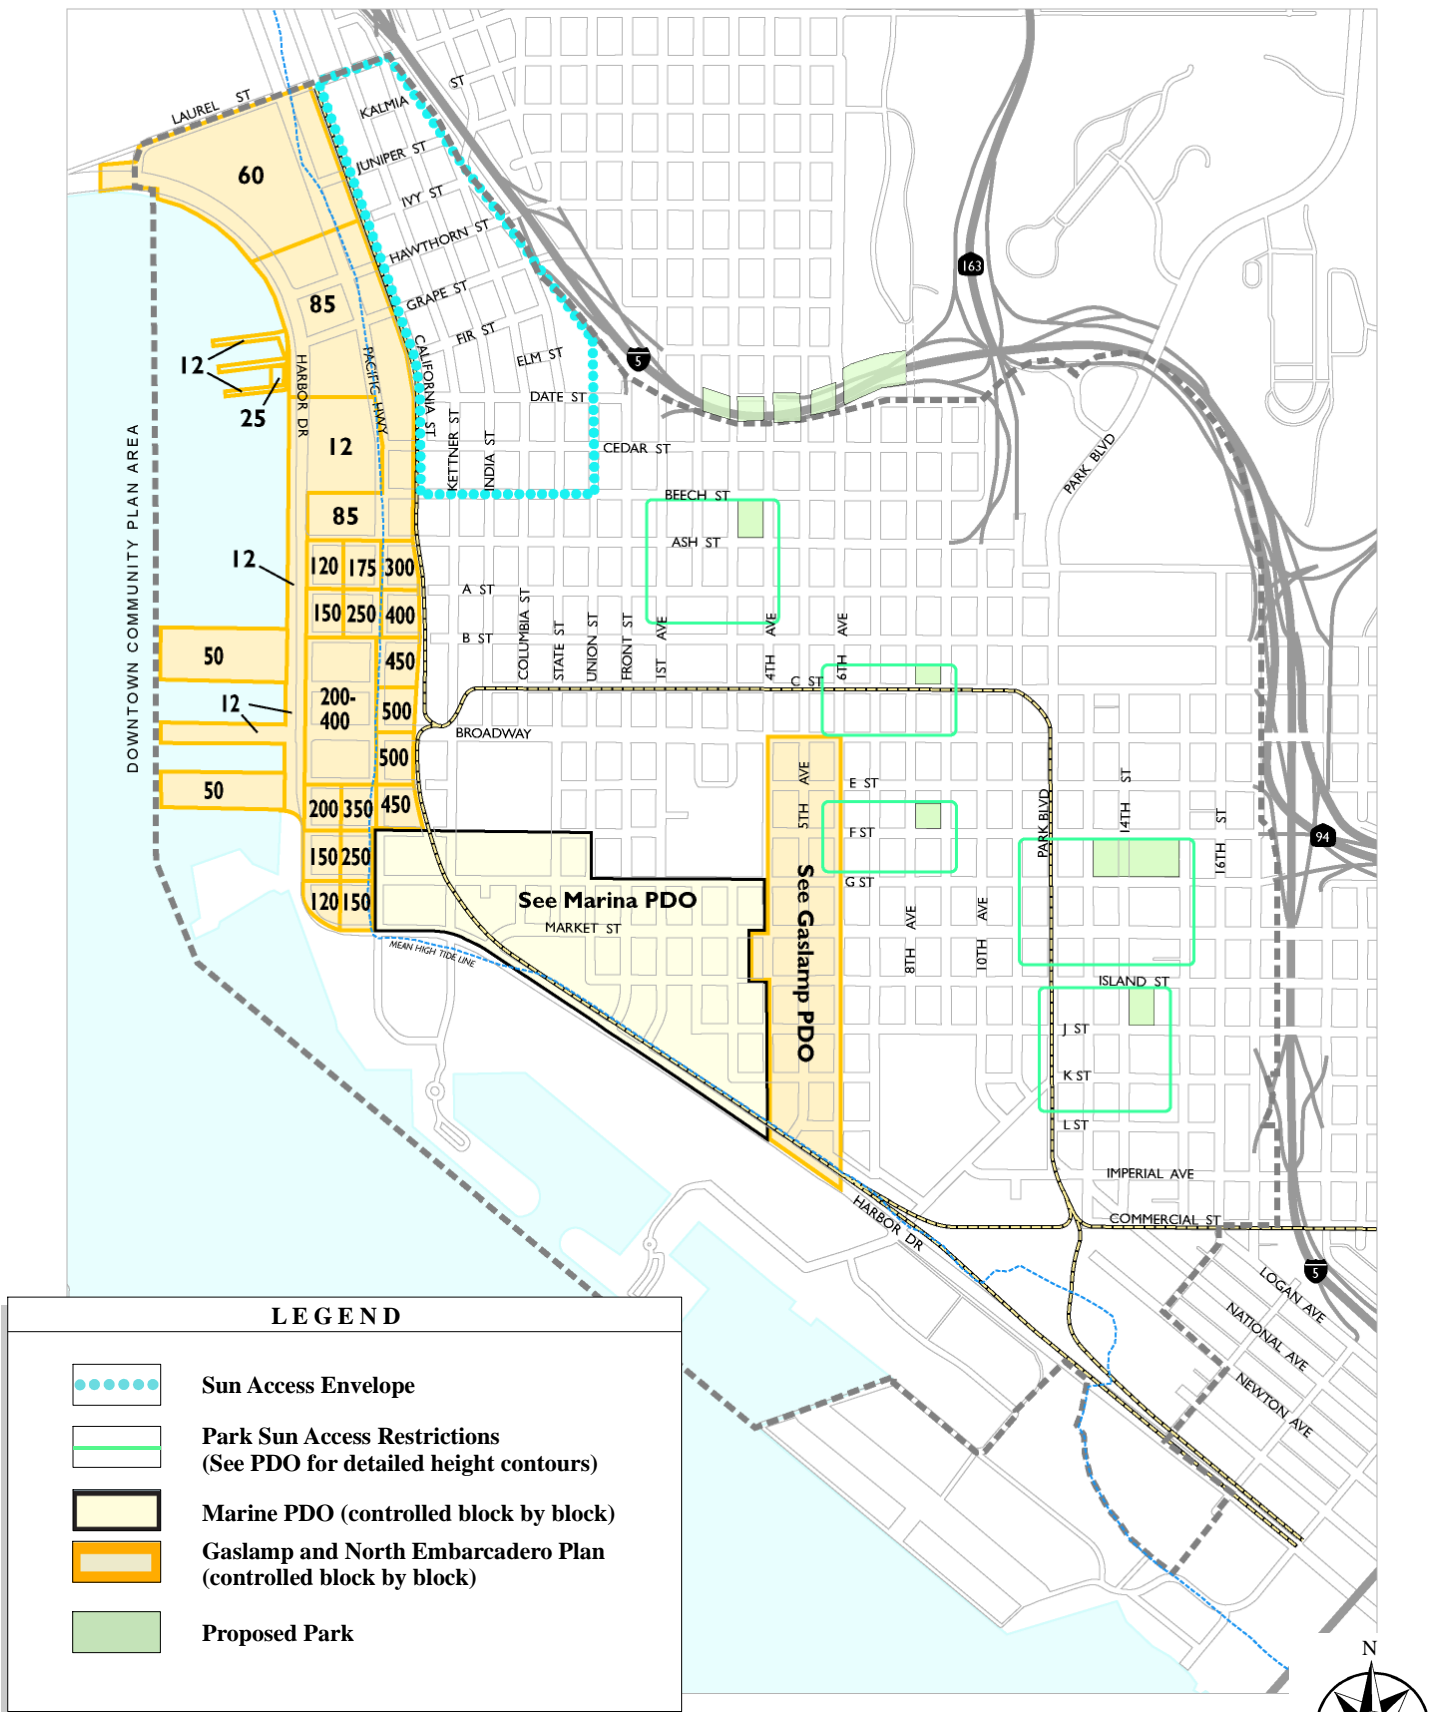 LAUREL ST
KALMIA ST
60
JUNIPER ST
IVY ST
HAWTHORN ST
163
GRAPE ST
85
FIR ST
ELM ST
5
12
25
HARBOR DR
PACIFIC HWY
CALIFORNIA ST
DATE ST
KETTNER ST
INDIA ST
12
CEDAR ST
PARK BLVD
DOWNTOWN COMMUNITY PLAN AREA
85
BEECH ST
ASH ST
12
120 175 300
A ST
150 250 400
B ST
COLUMBIA ST
STATE ST
UNION ST
FRONT ST
1ST AVE
4TH AVE
6TH AVE
50
450
C ST
12
200-
400
500
BROADWAY
500
5TH AVE
E ST
14TH ST
50
200 350 450
F ST
PARK BLVD
16TH ST
94
150 250
G ST
See Marina PDO
See Gaslamp PDO
120 150
MARKET ST
8TH AVE
10TH AVE
MEAN HIGH TIDE LINE
ISLAND ST
J ST
K ST
L ST
IMPERIAL AVE
HARBOR DR
COMMERCIAL ST
5
LOGAN AVE
NATIONAL AVE
NEWTON AVE
LEGEND
Sun Access Envelope
Park Sun Access Restrictions
(See PDO for detailed height contours)
Marine PDO (controlled block by block)
Gaslamp and North Embarcadero Plan
(controlled block by block)
Proposed Park
N